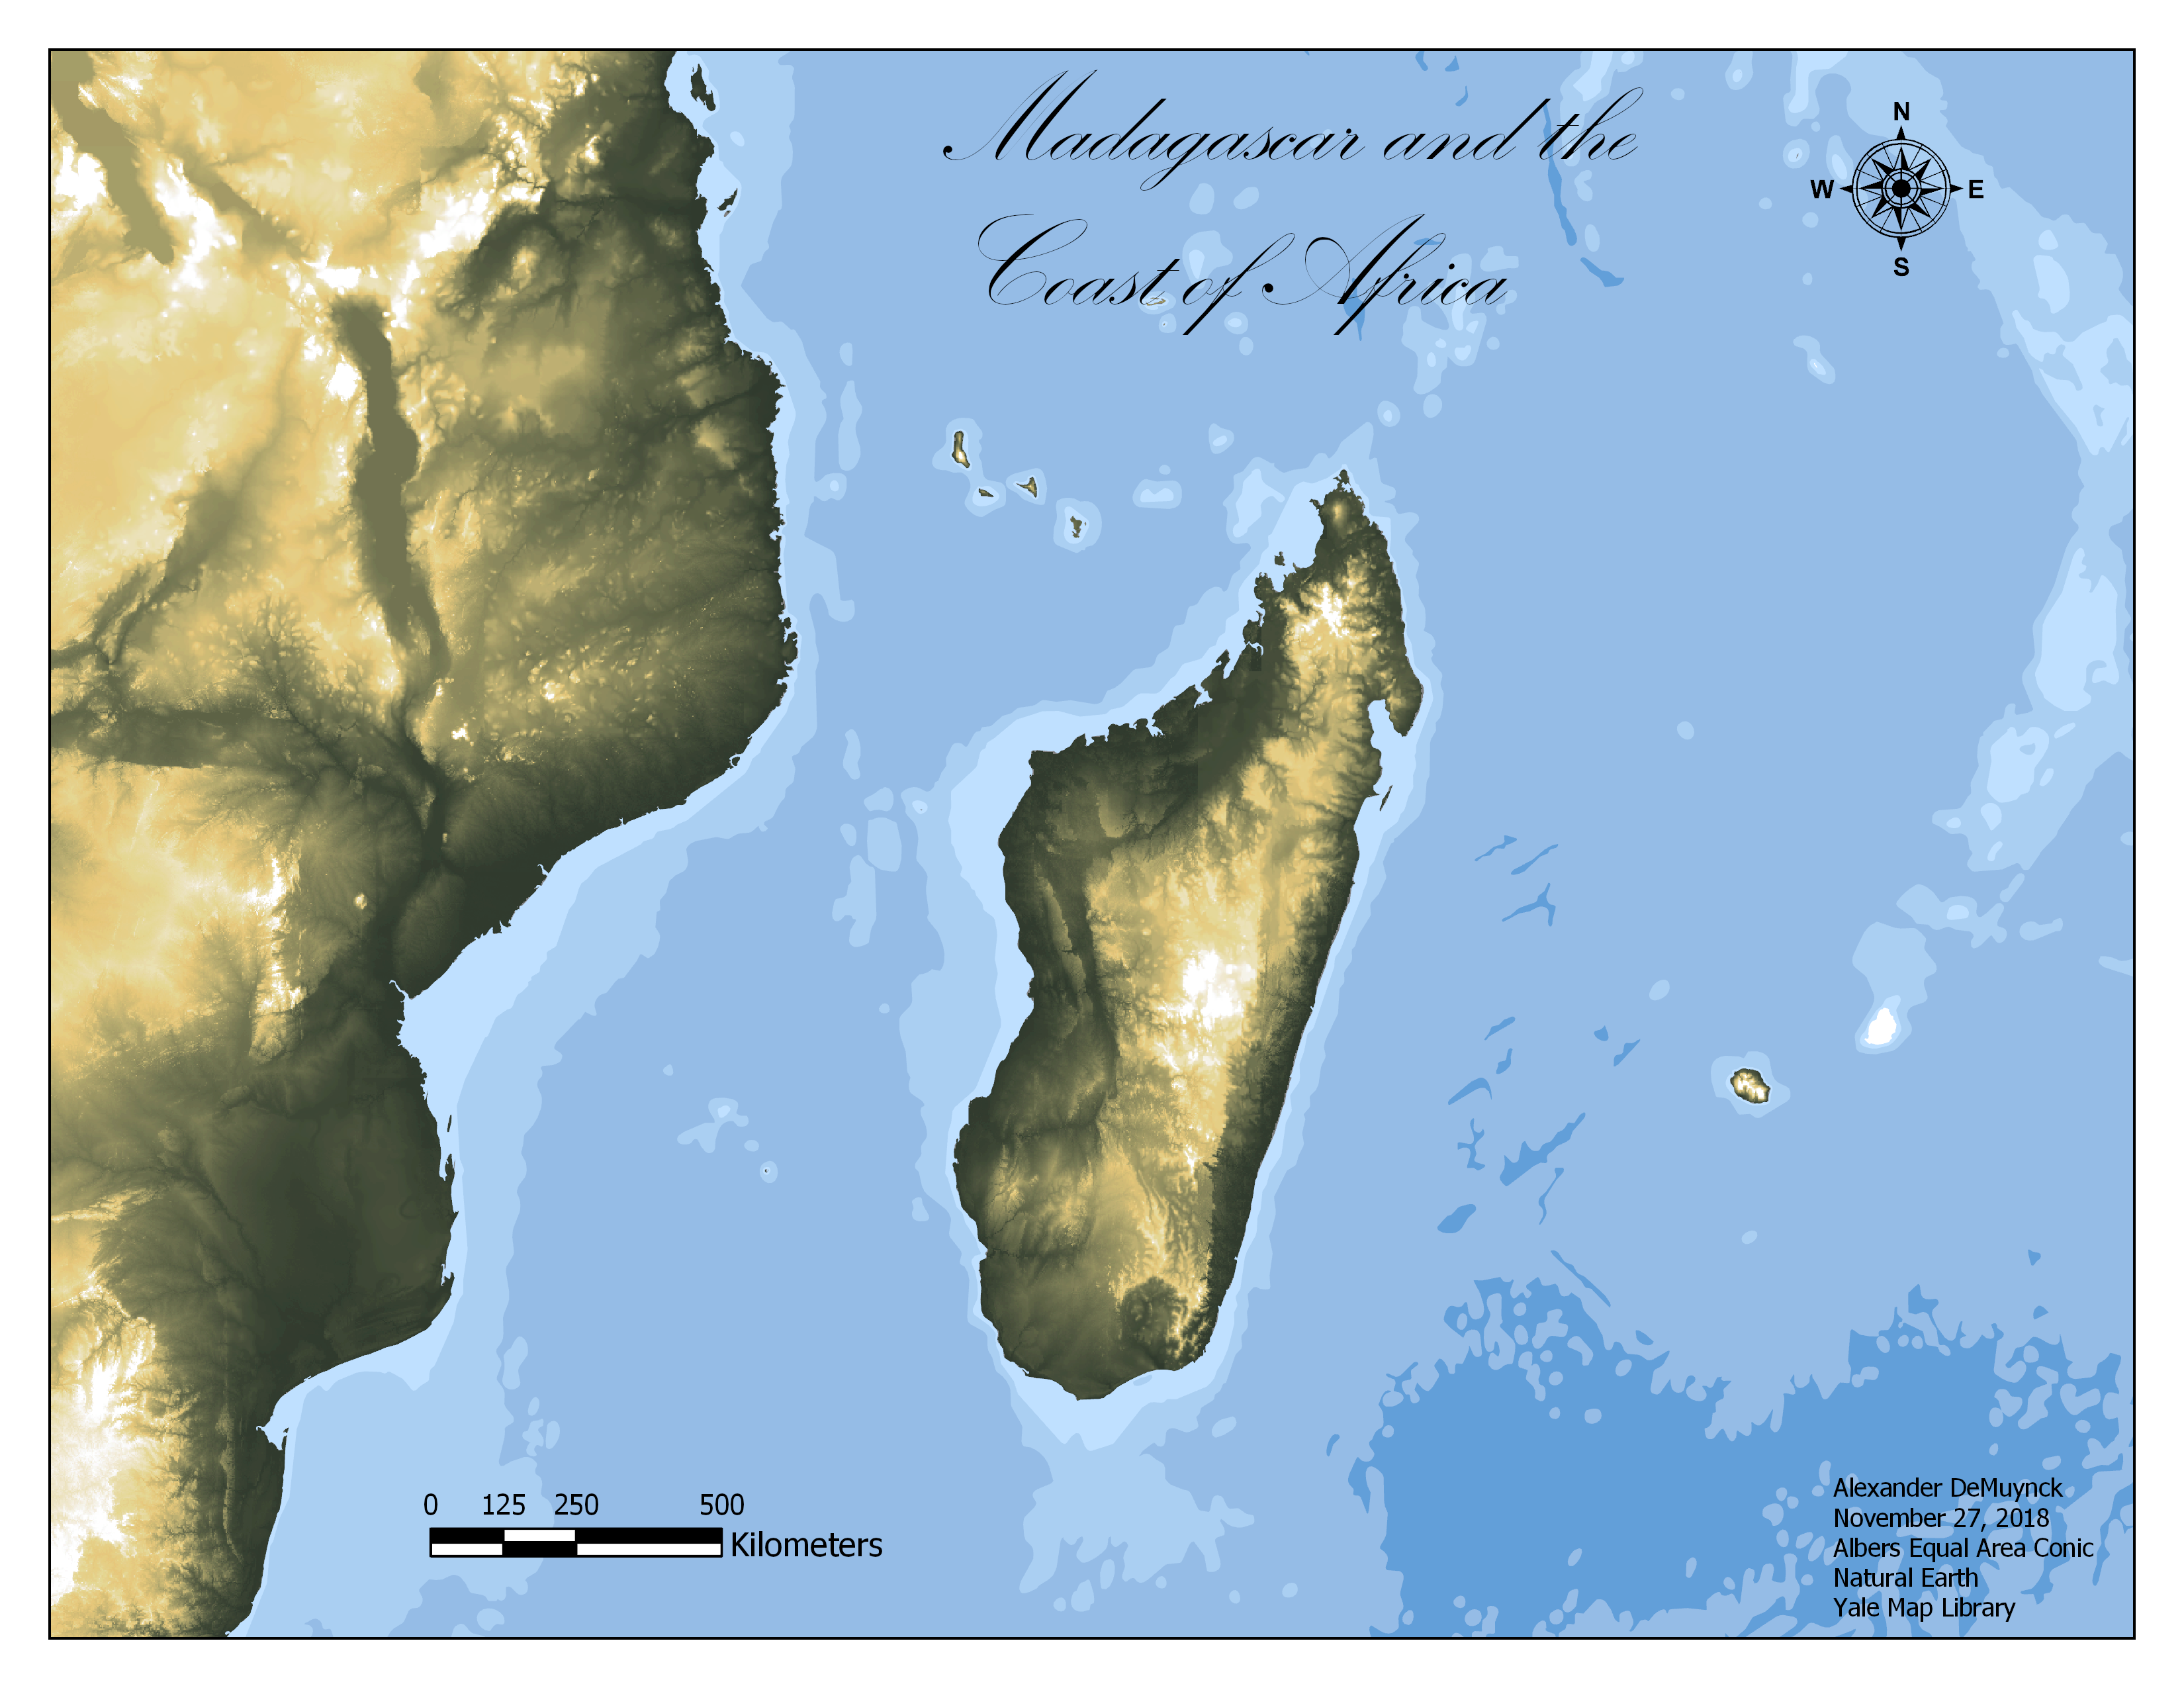 Madagascar and the
Coast of Africa
N
W E
S
0 125 250 500
Kilometers
Alexander DeMuynck
November 27, 2018
Albers Equal Area Conic
Natural Earth
Yale Map Library